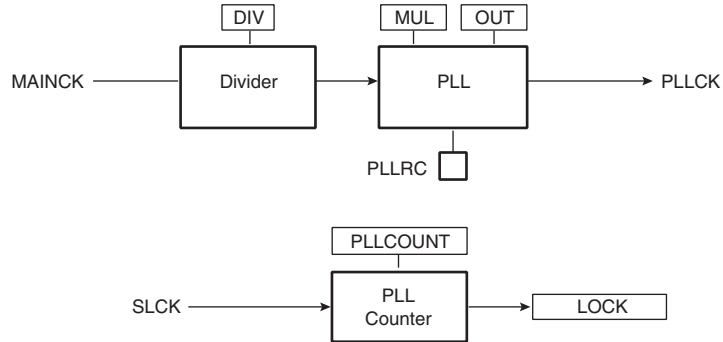 DIV
MUL
OUT
MAINCK
Divider
PLL
PLLCK
PLLRC
PLLCOUNT
SLCK
PLL
Counter
LOCK